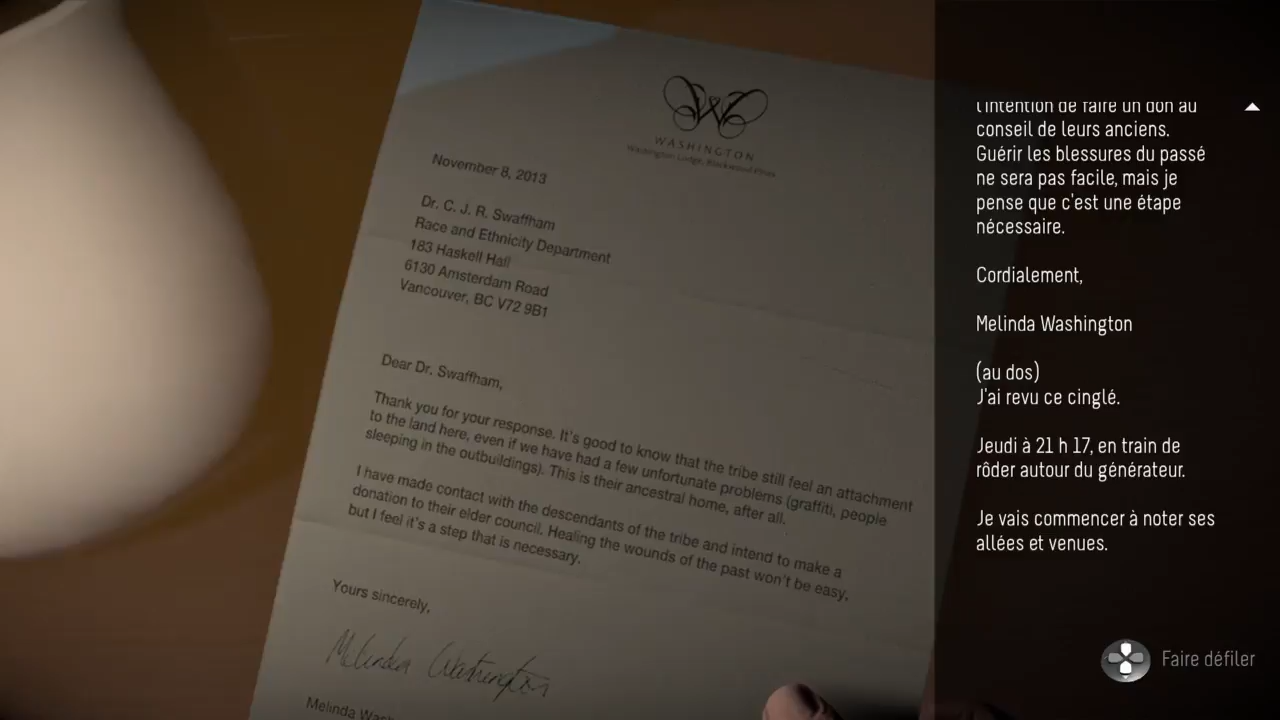 WASHINGTON
Washington Lodge, Blackwood Pines
November 8, 2013
Dr. C. J. R. Swaffham
Race and Ethnicity Department
183 Haskell Hall
6130 Amsterdam Road
Vancouver, BC V72 9B1
Dear Dr. Swaffham,
Thank you for your response. It's good to know that the tribe still feel an attachment
to the land here, even if we have had a few unfortunate problems (graffiti, people
sleeping in the outbuildings). This is their ancestral home, after all.
I have made contact with the descendants of the tribe and intend to make a
donation to their elder council. Healing the wounds of the past won't be easy,
but I feel it's a step that is necessary.
Yours sincerely,
Melinda Washington
Melinda
l'intention de faire un don au
conseil de leurs anciens.
Guérir les blessures du passé
ne sera pas facile, mais je
pense que c'est une étape
nécessaire.
Cordialement,
Melinda Washington
(au dos)
J'ai revu ce cinglé.
Jeudi à 21 h 17, en train de
rôder autour du générateur.
Je vais commencer à noter ses
allées et venues.
Faire défiler